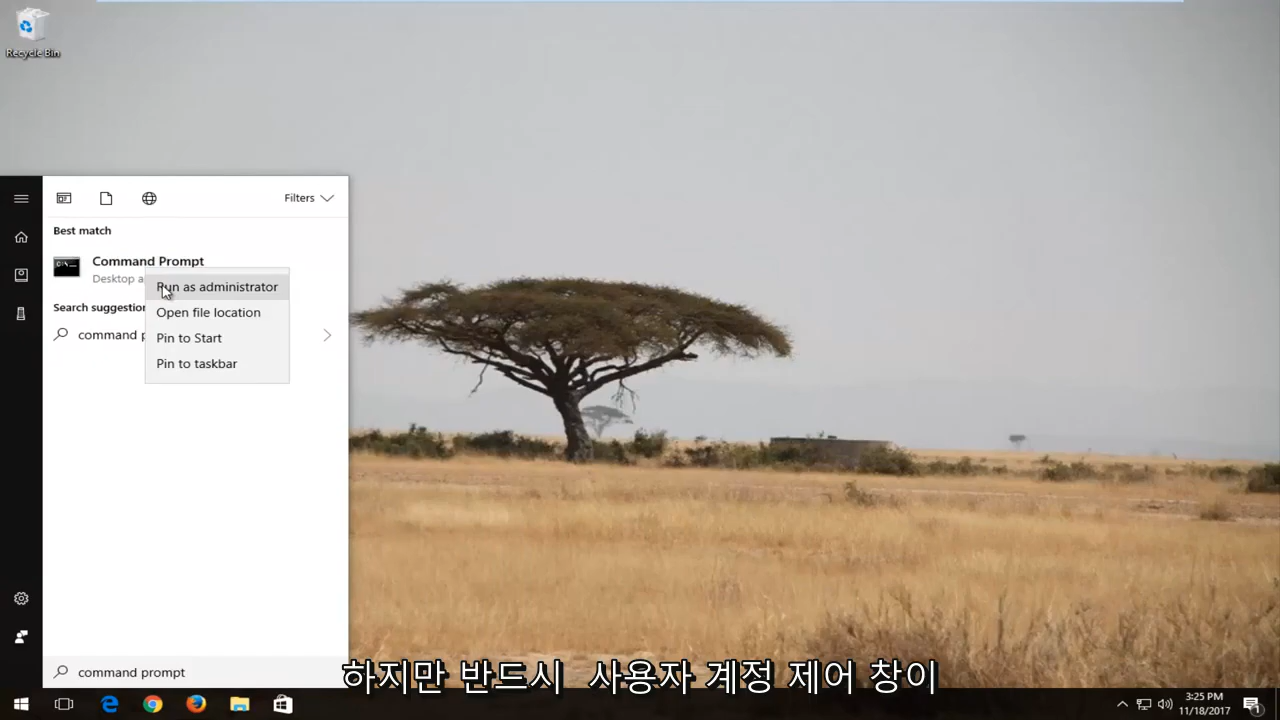 Recycle Bin
Filters
Best match
Command Prompt
Desktop a
Run as administrator
Search suggestion
Open file location
command p
Pin to Start
Pin to taskbar
command prompt
하지만 반드시 사용자 계정 제어 창이
3:25 PM
11/18/2017
1